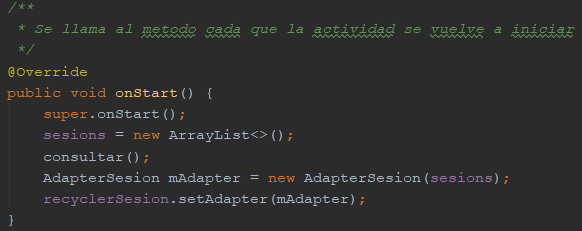 /**
 * Se llama al metodo cada que la actividad se vuelve a iniciar
 */
@Override
public void onStart() {
    super.onStart();
    sesions = new ArrayList<>();
    consultar();
    AdapterSesion mAdapter = new AdapterSesion(sesions);
    recyclerSesion.setAdapter(mAdapter);
}